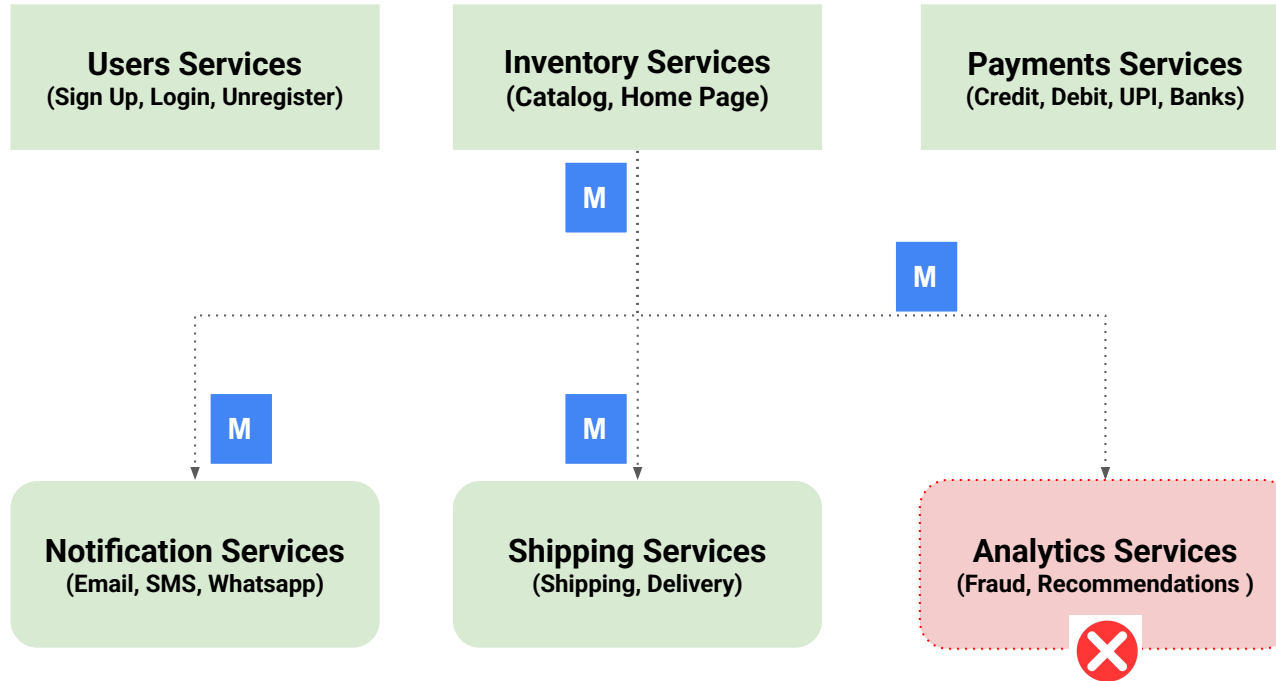 Users Services
(Sign Up, Login, Unregister)
Inventory Services
(Catalog, Home Page)
Payments Services
(Credit, Debit, UPI, Banks)
M
M
M
M
Notification Services
(Email, SMS, Whatsapp)
Shipping Services
(Shipping, Delivery)
Analytics Services
(Fraud, Recommendations )